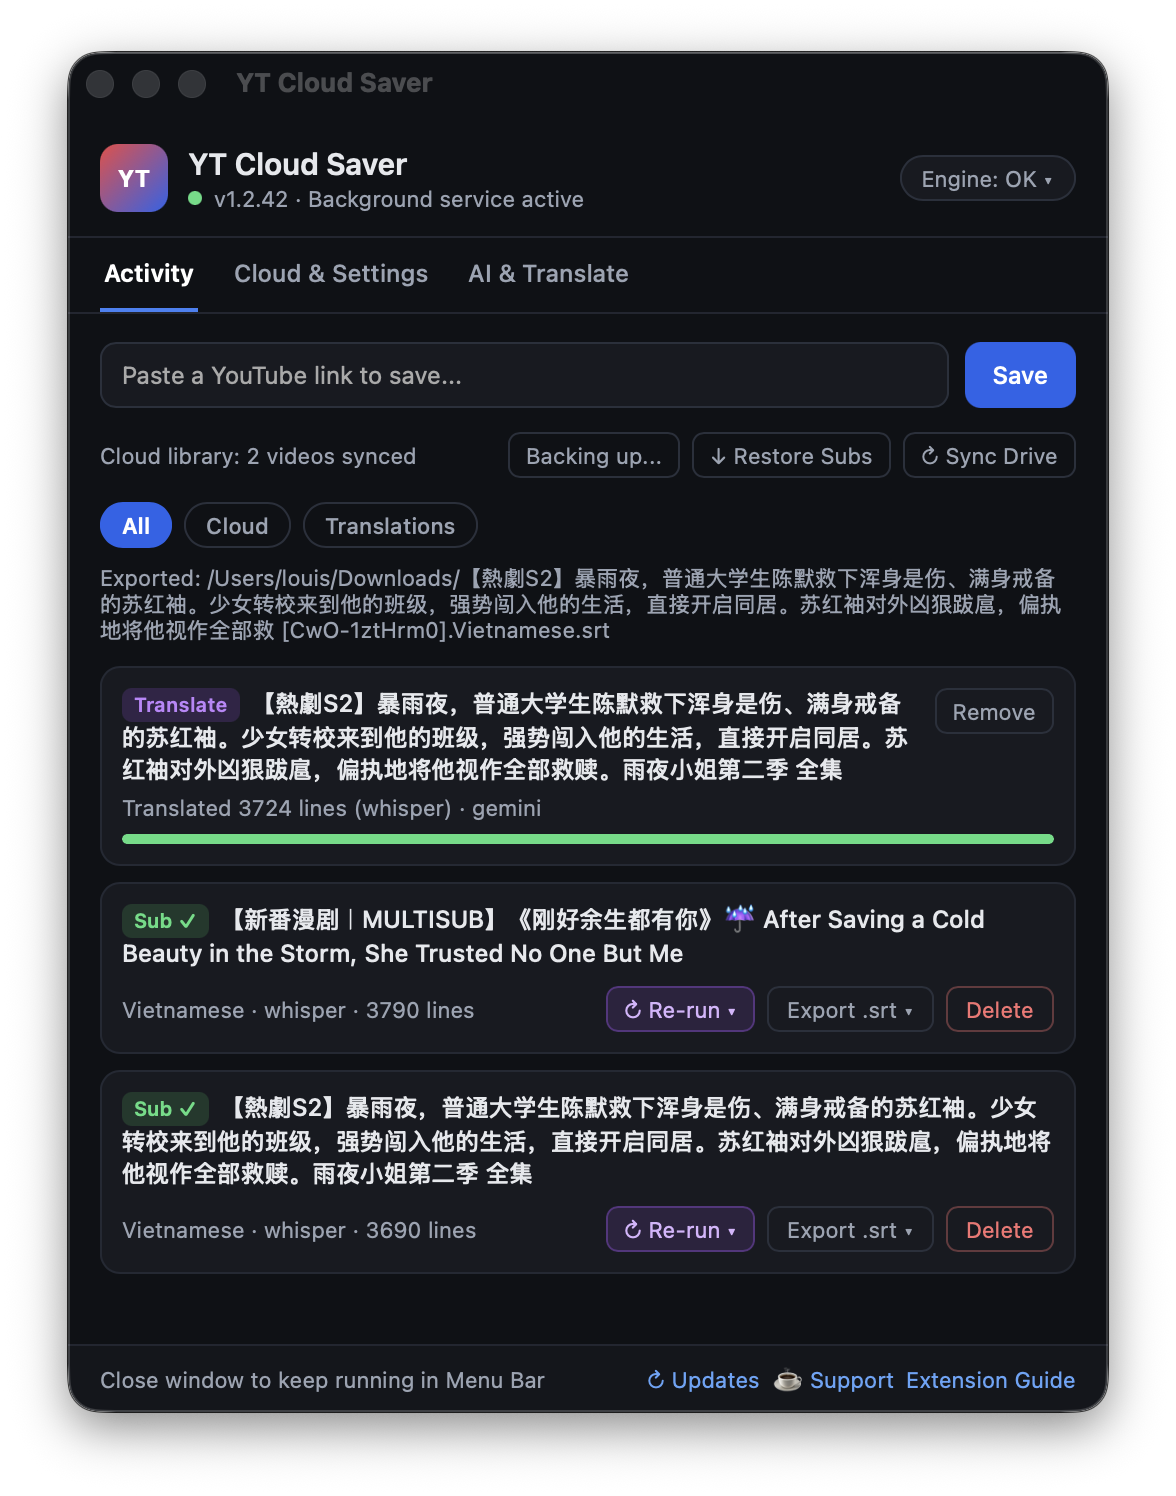 YT Cloud Saver
YT
YT Cloud Saver
v1.2.42 · Background service active
Engine: OK ▾
Activity
Cloud & Settings
AI & Translate
Paste a YouTube link to save...
Save
Cloud library: 2 videos synced
Backing up...
↓ Restore Subs
↻ Sync Drive
All
Cloud
Translations
Exported: /Users/louis/Downloads/【熱劇S2】暴雨夜，普通大学生陈默救下浑身是伤、满身戒备
的苏红袖。少女转校来到他的班级，强势闯入他的生活，直接开启同居。苏红袖对外凶狠跋扈，偏执
地将他视作全部救 [CwO-1ztHrm0].Vietnamese.srt
Translate 【熱劇S2】暴雨夜，普通大学生陈默救下浑身是伤、满身戒备
的苏红袖。少女转校来到他的班级，强势闯入他的生活，直接开启同居。苏
红袖对外凶狠跋扈，偏执地将他视作全部救赎。雨夜小姐第二季 全集
Remove
Translated 3724 lines (whisper) · gemini
Sub ✓ 【新番漫剧｜MULTISUB】《刚好余生都有你》☔ After Saving a Cold
Beauty in the Storm, She Trusted No One But Me
Vietnamese · whisper · 3790 lines
↻ Re-run ▾
Export .srt ▾
Delete
Sub ✓ 【熱劇S2】暴雨夜，普通大学生陈默救下浑身是伤、满身戒备的苏红袖。少女
转校来到他的班级，强势闯入他的生活，直接开启同居。苏红袖对外凶狠跋扈，偏执地将
他视作全部救赎。雨夜小姐第二季 全集
Vietnamese · whisper · 3690 lines
↻ Re-run ▾
Export .srt ▾
Delete
Close window to keep running in Menu Bar
↻ Updates
☕ Support
Extension Guide